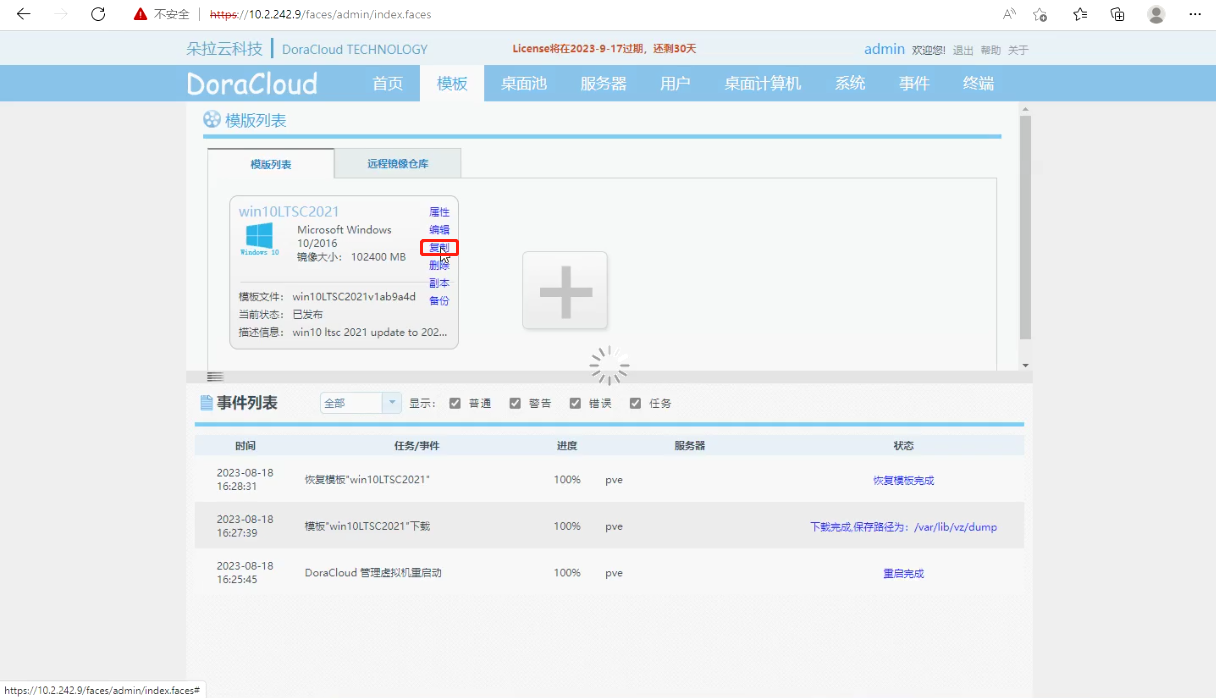 不安全 https://10.2.242.9/faces/admin/index.faces
朵拉云科技 DoraCloud TECHNOLOGY License将在2023-9-17过期，还剩30天 admin 欢迎您! 退出 帮助 关于
DoraCloud 首页 模板 桌面池 服务器 用户 桌面计算机 系统 事件 终端
模版列表
模版列表 远程镜像仓库
win10LTSC2021 属性
Microsoft Windows 编辑
10/2016 复制
Windows 10 镜像大小： 102400 MB 删除
副本
模板文件： win10LTSC2021v1ab9a4d 备份
当前状态： 已发布
描述信息： win10 ltsc 2021 update to 202...
事件列表 全部 显示: 普通 警告 错误 任务
时间 任务/事件 进度 服务器 状态
2023-08-18
16:28:31 恢复模板"win10LTSC2021" 100% pve 恢复模板完成
2023-08-18
16:27:39 模板"win10LTSC2021"下载 100% pve 下载完成,保存路径为：/var/lib/vz/dump
2023-08-18
16:25:45 DoraCloud 管理虚拟机重启动 100% pve 重启完成
https://10.2.242.9/faces/admin/index.faces#